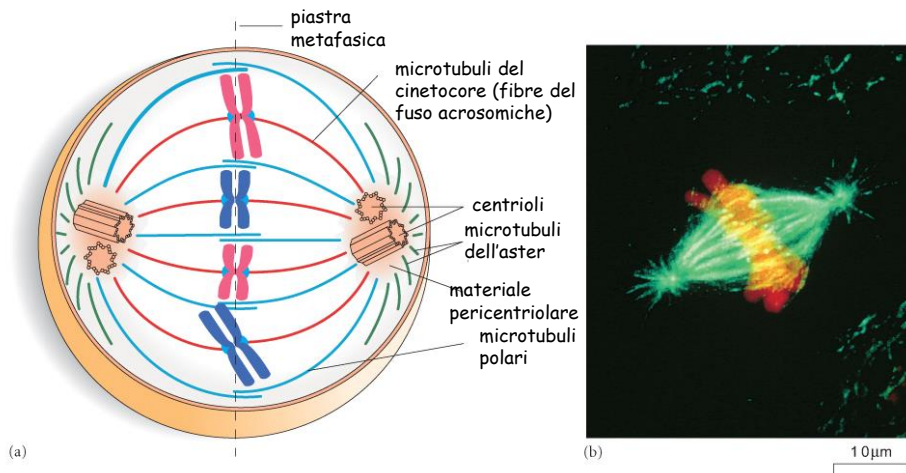 piastra
metafasica
microtubuli del
cinetocore (fibre del
fuso acrosomiche)
centrioli
microtubuli
dell'aster
materiale
pericentriolare
microtubuli
polari
(a)
(b)
10µm